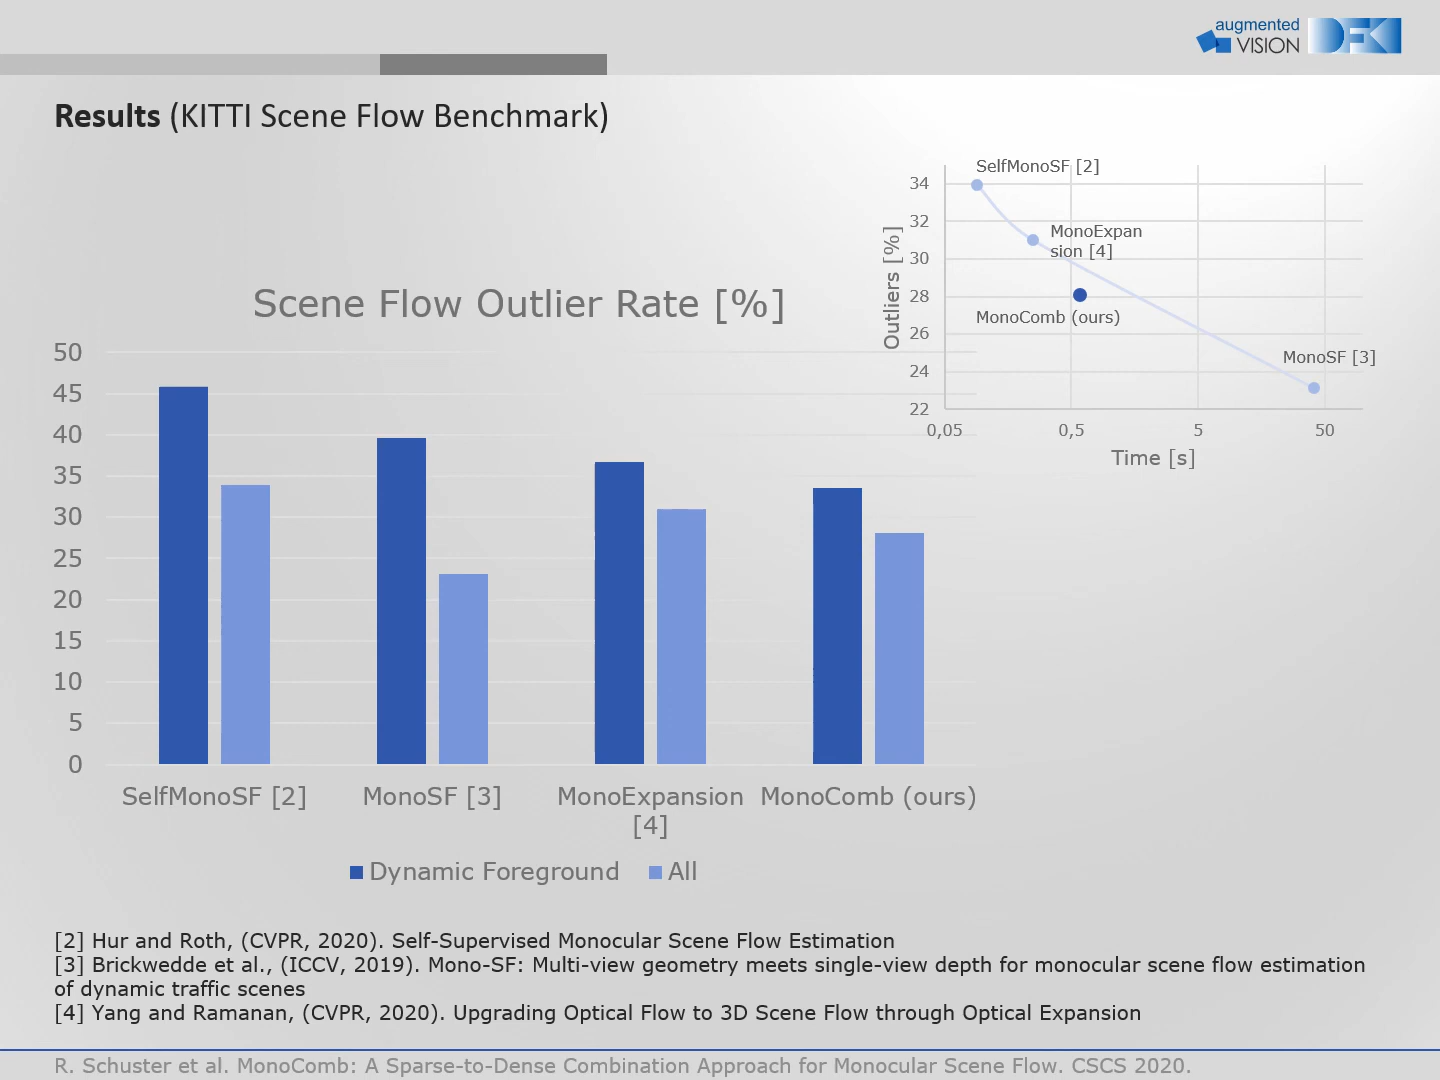 augmented
VISION
DFKI
Results (KITTI Scene Flow Benchmark)
SelfMonoSF [2]
34
32
30
28
26
24
22
Outliers [%]
MonoExpan
sion [4]
MonoComb (ours)
MonoSF [3]
0,05 0,5 5 50
Time [s]
Scene Flow Outlier Rate [%]
50
45
40
35
30
25
20
15
10
5
0
SelfMonoSF [2] MonoSF [3] MonoExpansion MonoComb (ours)
[4]
Dynamic Foreground All
[2] Hur and Roth, (CVPR, 2020). Self-Supervised Monocular Scene Flow Estimation
[3] Brickwedde et al., (ICCV, 2019). Mono-SF: Multi-view geometry meets single-view depth for monocular scene flow estimation
of dynamic traffic scenes
[4] Yang and Ramanan, (CVPR, 2020). Upgrading Optical Flow to 3D Scene Flow through Optical Expansion
R. Schuster et al. MonoComb: A Sparse-to-Dense Combination Approach for Monocular Scene Flow. CSCS 2020.